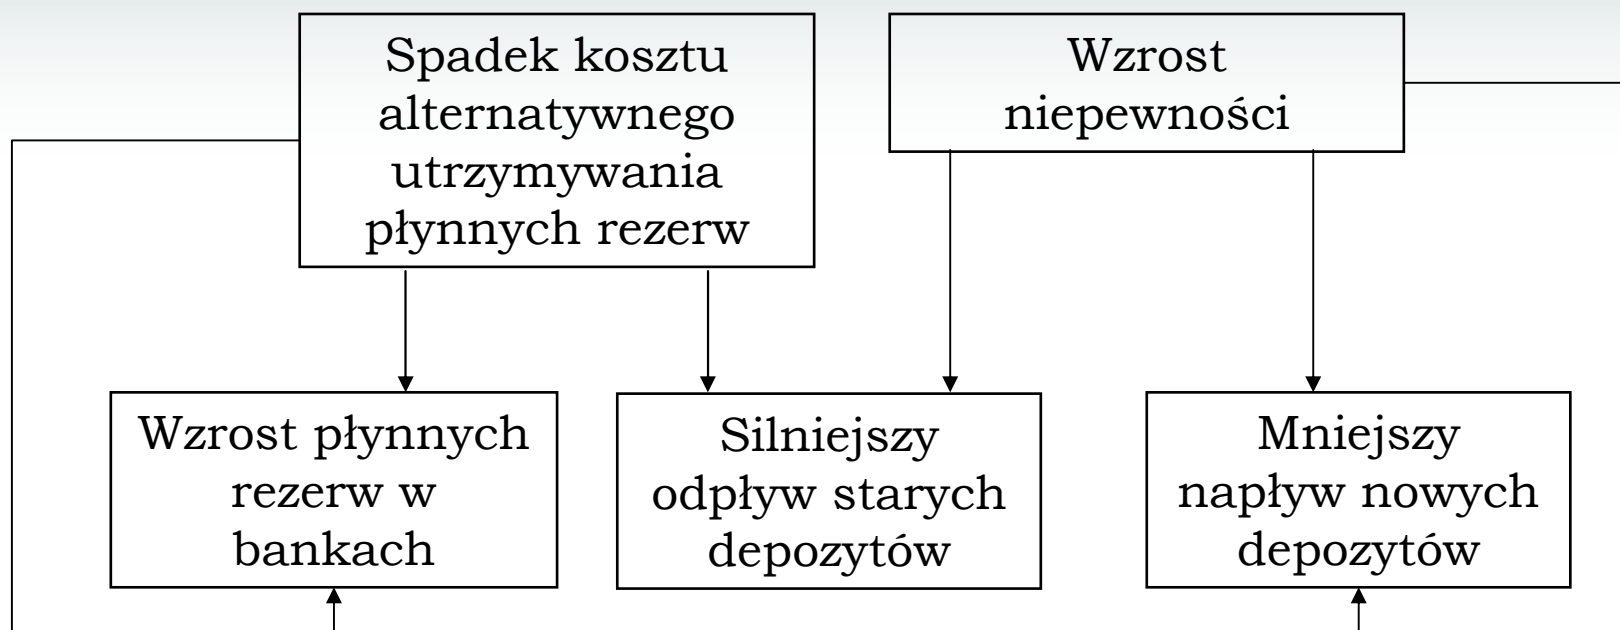 Spadek kosztu
alternatywnego
utrzymywania
płynnych rezerw
Wzrost
niepewności
Wzrost płynnych
rezerw w
bankach
Silniejszy
odpływ starych
depozytów
Mniejszy
napływ nowych
depozytów